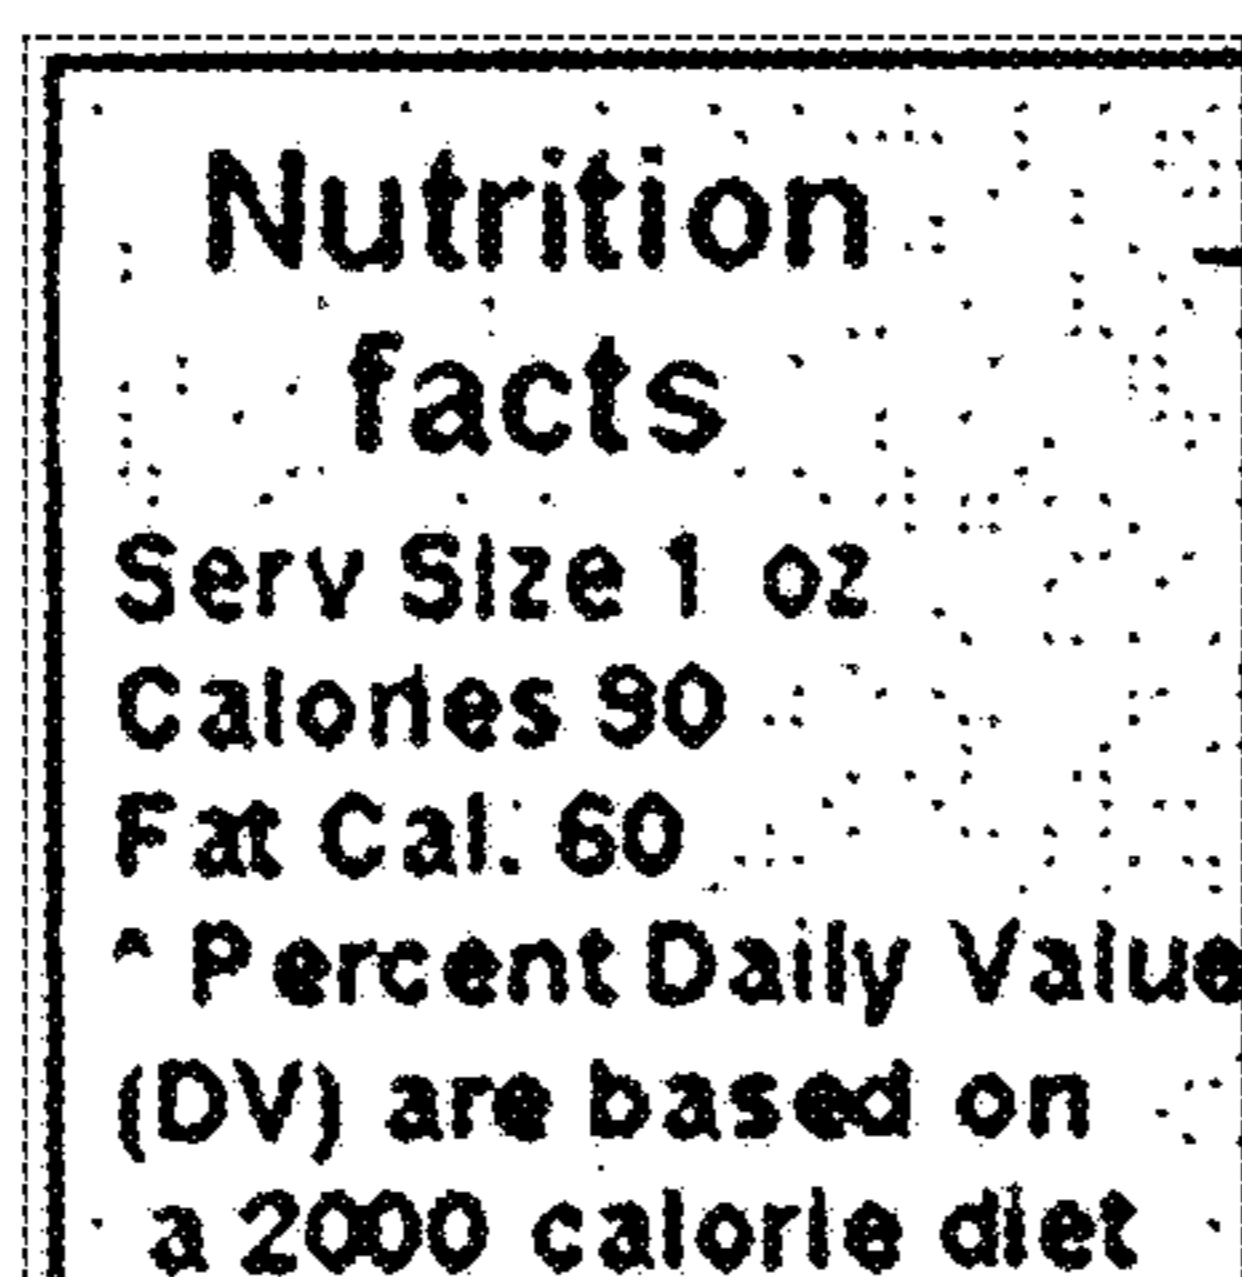 Nutrition
facts
Serv Size 1 oz
Calories 90
Fat Cal. 60
* Percent Daily Value
(DV) are based on
a 2000 calorie diet